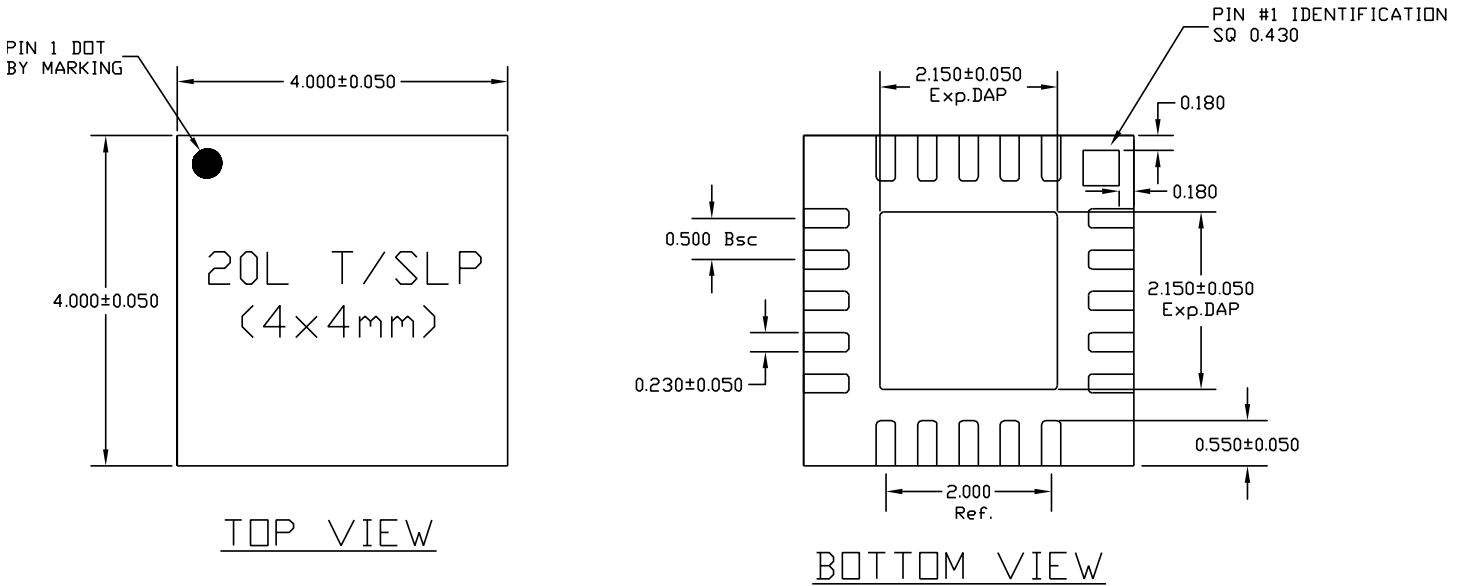 PIN 1 DOT
BY MARKING
4.000±0.050
4.000±0.050
20L T/SLP
(4x4mm)
TOP VIEW
PIN #1 IDENTIFICATION
SQ 0.430
2.150±0.050
Exp.DAP
0.180
0.180
0.500 Bsc
2.150±0.050
Exp.DAP
0.230±0.050
0.550±0.050
2.000
Ref.
BOTTOM VIEW